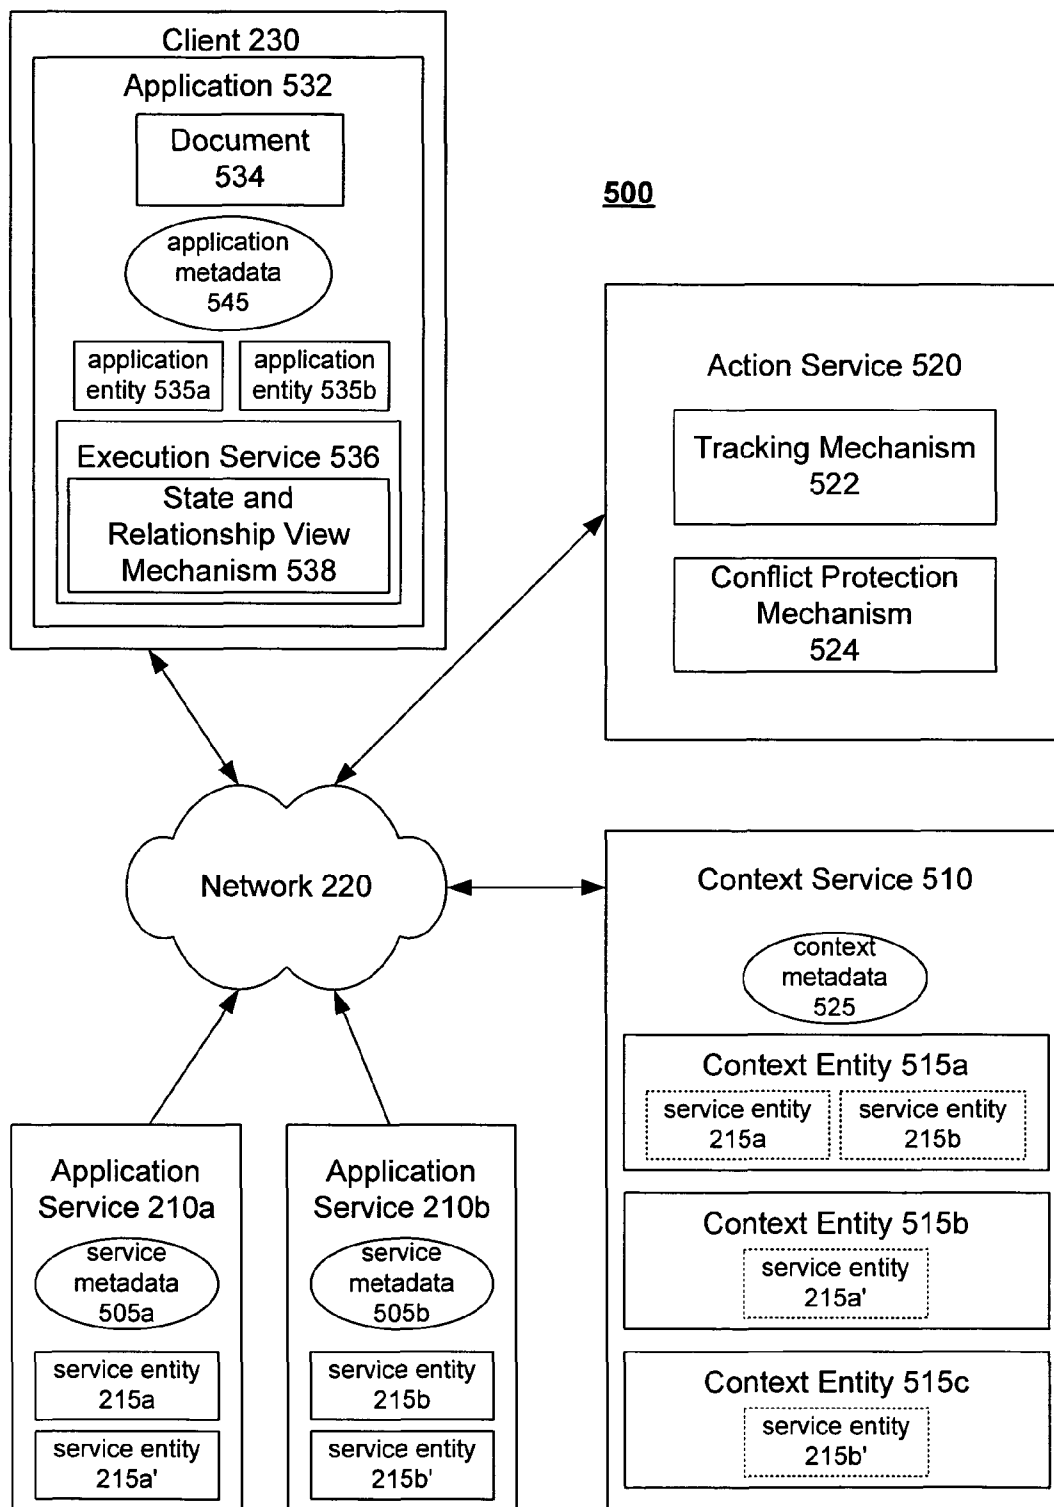 Client 230
Application 532
Document
534
application
metadata
545
application
entity 535a
application
entity 535b
Execution Service 536
State and
Relationship View
Mechanism 538
500
Action Service 520
Tracking Mechanism
522
Conflict Protection
Mechanism
524
Network 220
Context Service 510
context
metadata
525
Context Entity 515a
service entity
215a
service entity
215b
Context Entity 515b
service entity
215a'
Context Entity 515c
service entity
215b'
Application
Service 210a
service
metadata
505a
service entity
215a
service entity
215a'
Application
Service 210b
service
metadata
505b
service entity
215b
service entity
215b'